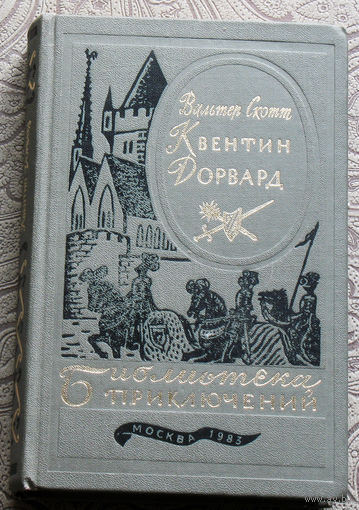 Вальтер Скотт
КВЕНТИН
ДОРВАРД
Библиотека
ПРИКЛЮЧЕНИЙ
МОСКВА 1983